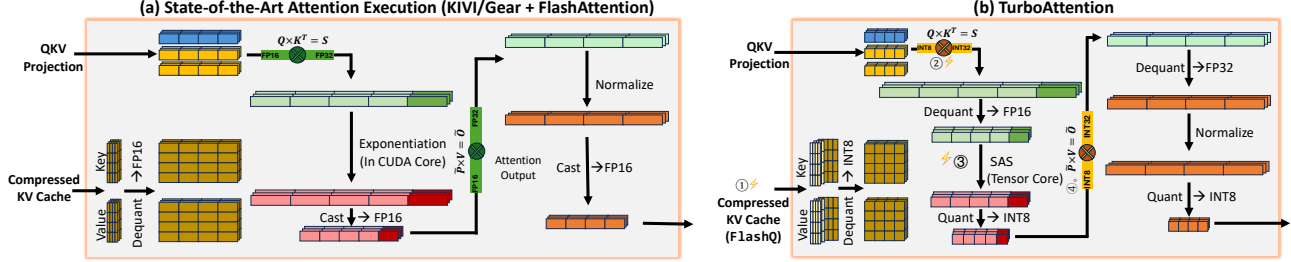 (a) State-of-the-Art Attention Execution (KIVI/Gear + FlashAttention)
QKV
Projection
Q×Kᵀ = S
FP16
FP32
Exponentiation
(In CUDA Core)
Key
Value
Dequant → FP16
Compressed
KV Cache
Cast → FP16
FP32
FP16
P̃×V = Õ
Attention
Output
Normalize
Cast → FP16
(b) TurboAttention
QKV
Projection
Q×Kᵀ = S
INT8
INT32
②⚡
Dequant → FP16
⚡③
SAS
(Tensor Core)
①⚡
Compressed
KV Cache
(FlashQ)
Key
Value
Dequant → INT8
Quant → INT8
INT32
INT8
④。P̃×V = Õ
Dequant → FP32
Normalize
Quant → INT8